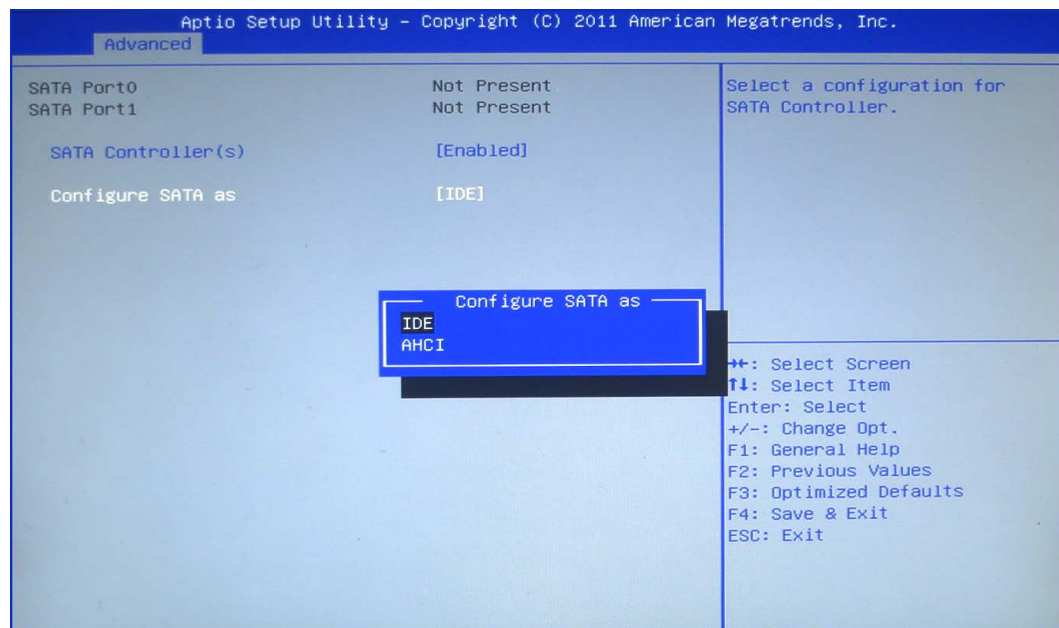 Aptio Setup Utility – Copyright (C) 2011 American Megatrends, Inc.
Advanced
SATA Port0 Not Present
SATA Port1 Not Present
SATA Controller(s) [Enabled]
Configure SATA as [IDE]
Configure SATA as
IDE
AHCI
Select a configuration for
SATA Controller.
→←: Select Screen
↑↓: Select Item
Enter: Select
+/-: Change Opt.
F1: General Help
F2: Previous Values
F3: Optimized Defaults
F4: Save & Exit
ESC: Exit